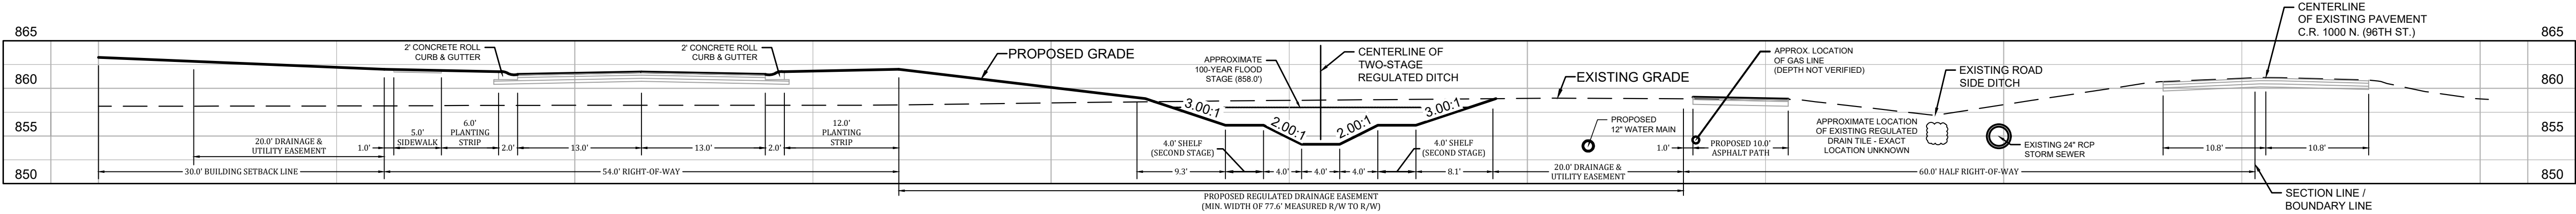 CENTERLINE
OF EXISTING PAVEMENT
C.R. 1000 N. (96TH ST.)
865
865
2' CONCRETE ROLL
CURB & GUTTER
2' CONCRETE ROLL
CURB & GUTTER
PROPOSED GRADE
APPROXIMATE
100-YEAR FLOOD
STAGE (858.0')
CENTERLINE OF
TWO-STAGE
REGULATED DITCH
APPROX. LOCATION
OF GAS LINE
(DEPTH NOT VERIFIED)
EXISTING GRADE
EXISTING ROAD
SIDE DITCH
860
860
3.00:1
2.00:1
2.00:1
3.00:1
855
855
20.0' DRAINAGE &
UTILITY EASEMENT
1.0'
5.0'
SIDEWALK
6.0'
PLANTING
STRIP
2.0'
13.0'
13.0'
2.0'
12.0'
PLANTING
STRIP
4.0' SHELF
(SECOND STAGE)
4.0' SHELF
(SECOND STAGE)
PROPOSED
12" WATER MAIN
1.0'
PROPOSED 10.0'
ASPHALT PATH
APPROXIMATE LOCATION
OF EXISTING REGULATED
DRAIN TILE - EXACT
LOCATION UNKNOWN
EXISTING 24" RCP
STORM SEWER
10.8'
10.8'
850
850
30.0' BUILDING SETBACK LINE
54.0' RIGHT-OF-WAY
9.3'
4.0'
4.0'
4.0'
8.1'
20.0' DRAINAGE &
UTILITY EASEMENT
60.0' HALF RIGHT-OF-WAY
PROPOSED REGULATED DRAINAGE EASEMENT
(MIN. WIDTH OF 77.6' MEASURED R/W TO R/W)
SECTION LINE /
BOUNDARY LINE